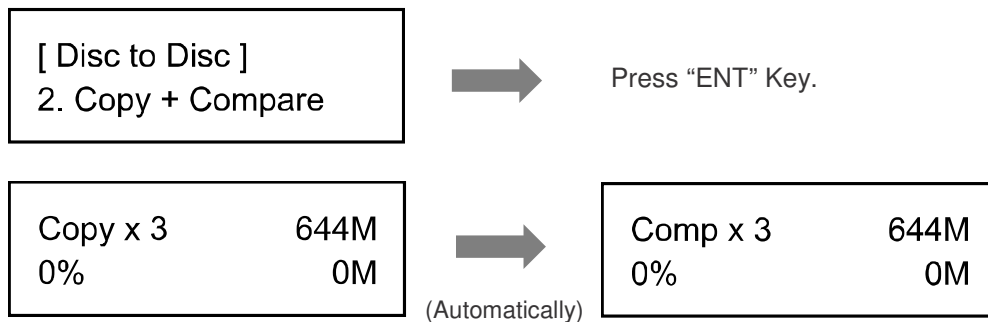 [ Disc to Disc ]
2. Copy + Compare
Press “ENT” Key.
Copy x 3 644M
0% 0M
(Automatically)
Comp x 3 644M
0% 0M